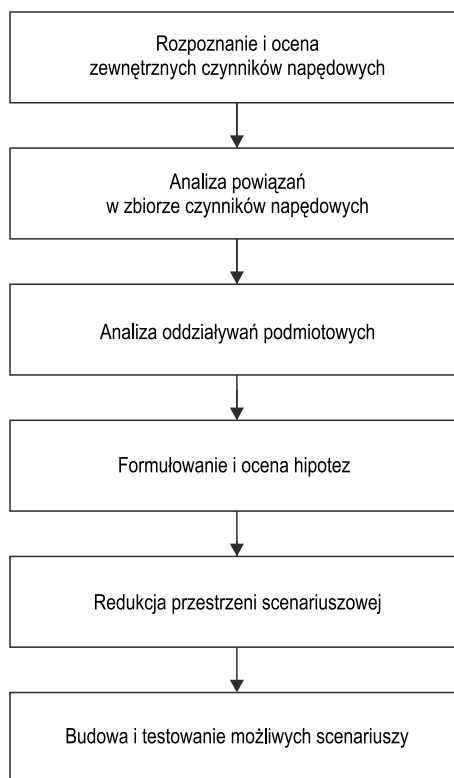 Rozpoznanie i ocena
zewnętrznych czynników napędowych
Analiza powiązań
w zbiorze czynników napędowych
Analiza oddziaływań podmiotowych
Formułowanie i ocena hipotez
Redukcja przestrzeni scenariuszowej
Budowa i testowanie możliwych scenariuszy